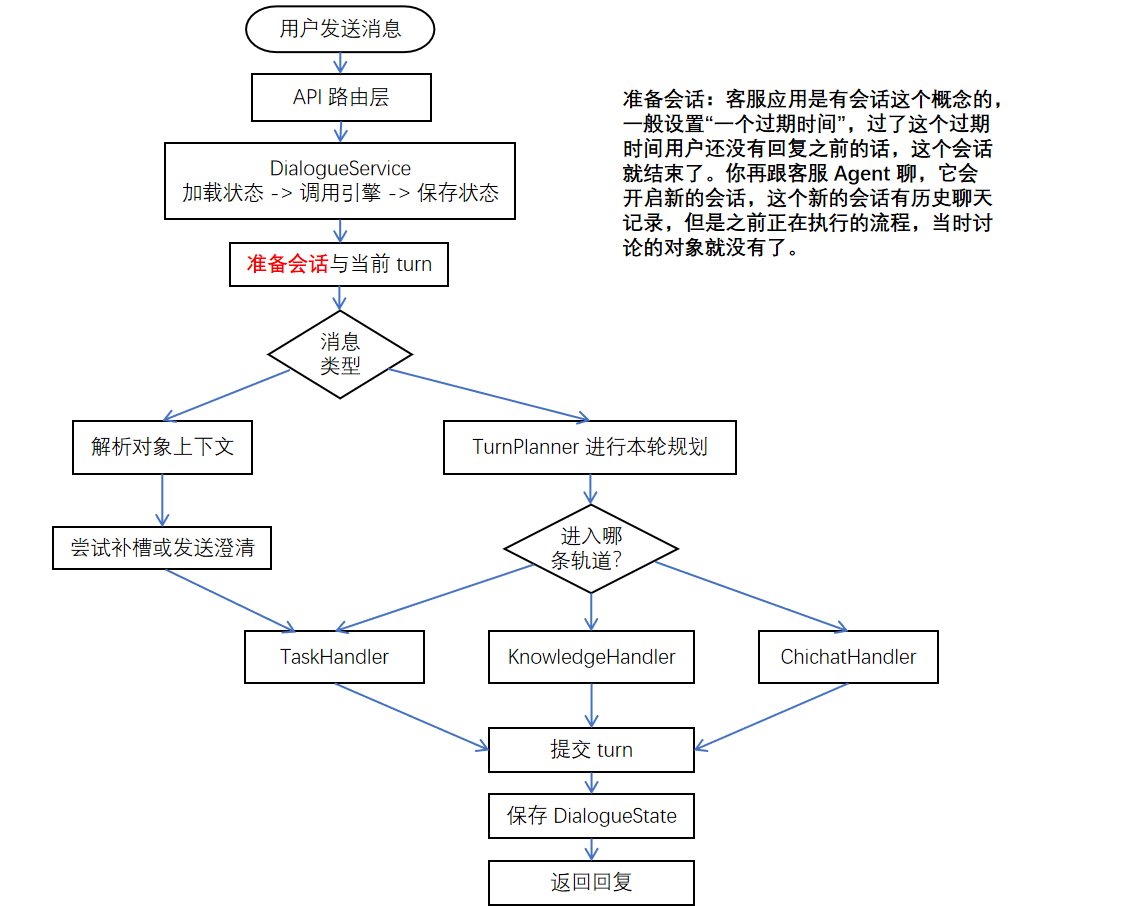 用户发送消息
API 路由层
DialogueService
加载状态 -> 调用引擎 -> 保存状态
准备会话与当前 turn
准备会话：客服应用是有会话这个概念的，
一般设置“一个过期时间”，过了这个过期
时间用户还没有回复之前的话，这个会话
就结束了。你再跟客服 Agent 聊，它会
开启新的会话，这个新的会话有历史聊天
记录，但是之前正在执行的流程，当时讨
论的对象就没有了。
消息
类型
解析对象上下文
TurnPlanner 进行本轮规划
尝试补槽或发送澄清
进入哪
条轨道?
TaskHandler
KnowledgeHandler
ChichatHandler
提交 turn
保存 DialogueState
返回回复